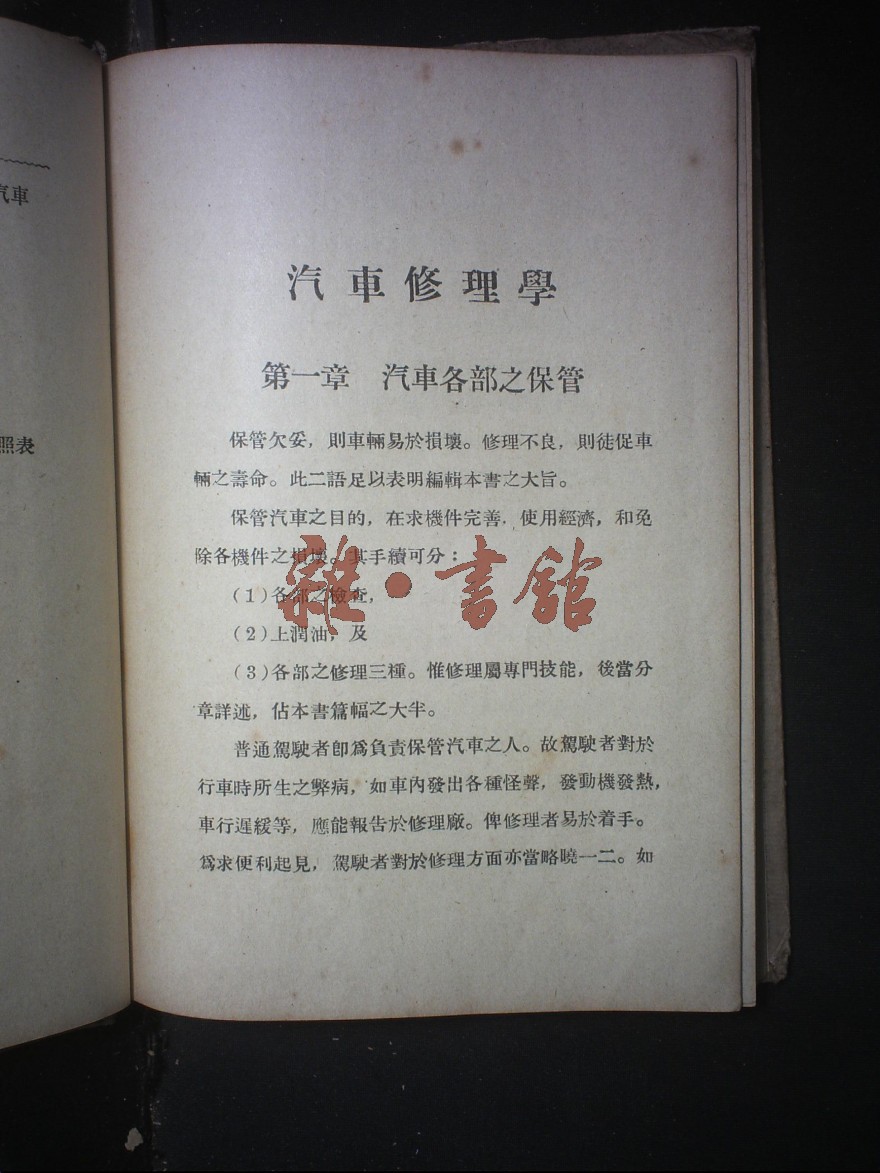 汽車
照表
汽車修理學
第一章 汽車各部之保管
保管欠妥，則車輛易於損壞。修理不良，則徒促車
輛之壽命。此二語足以表明編輯本書之大旨。
保管汽車之目的，在求機件完善，使用經濟，和免
除各機件之損壞。其手續可分：
(1)各部之檢查，
(2)上潤油，及
(3)各部之修理三種。惟修理屬專門技能，後當分
章詳述，佔本書篇幅之大半。
普通駕駛者卽爲負責保管汽車之人。故駕駛者對於
行車時所生之弊病，如車內發出各種怪聲，發動機發熱，
車行遲緩等，應能報告於修理廠。俾修理者易於着手。
爲求便利起見，駕駛者對於修理方面亦當略曉一二。如
雜·書館